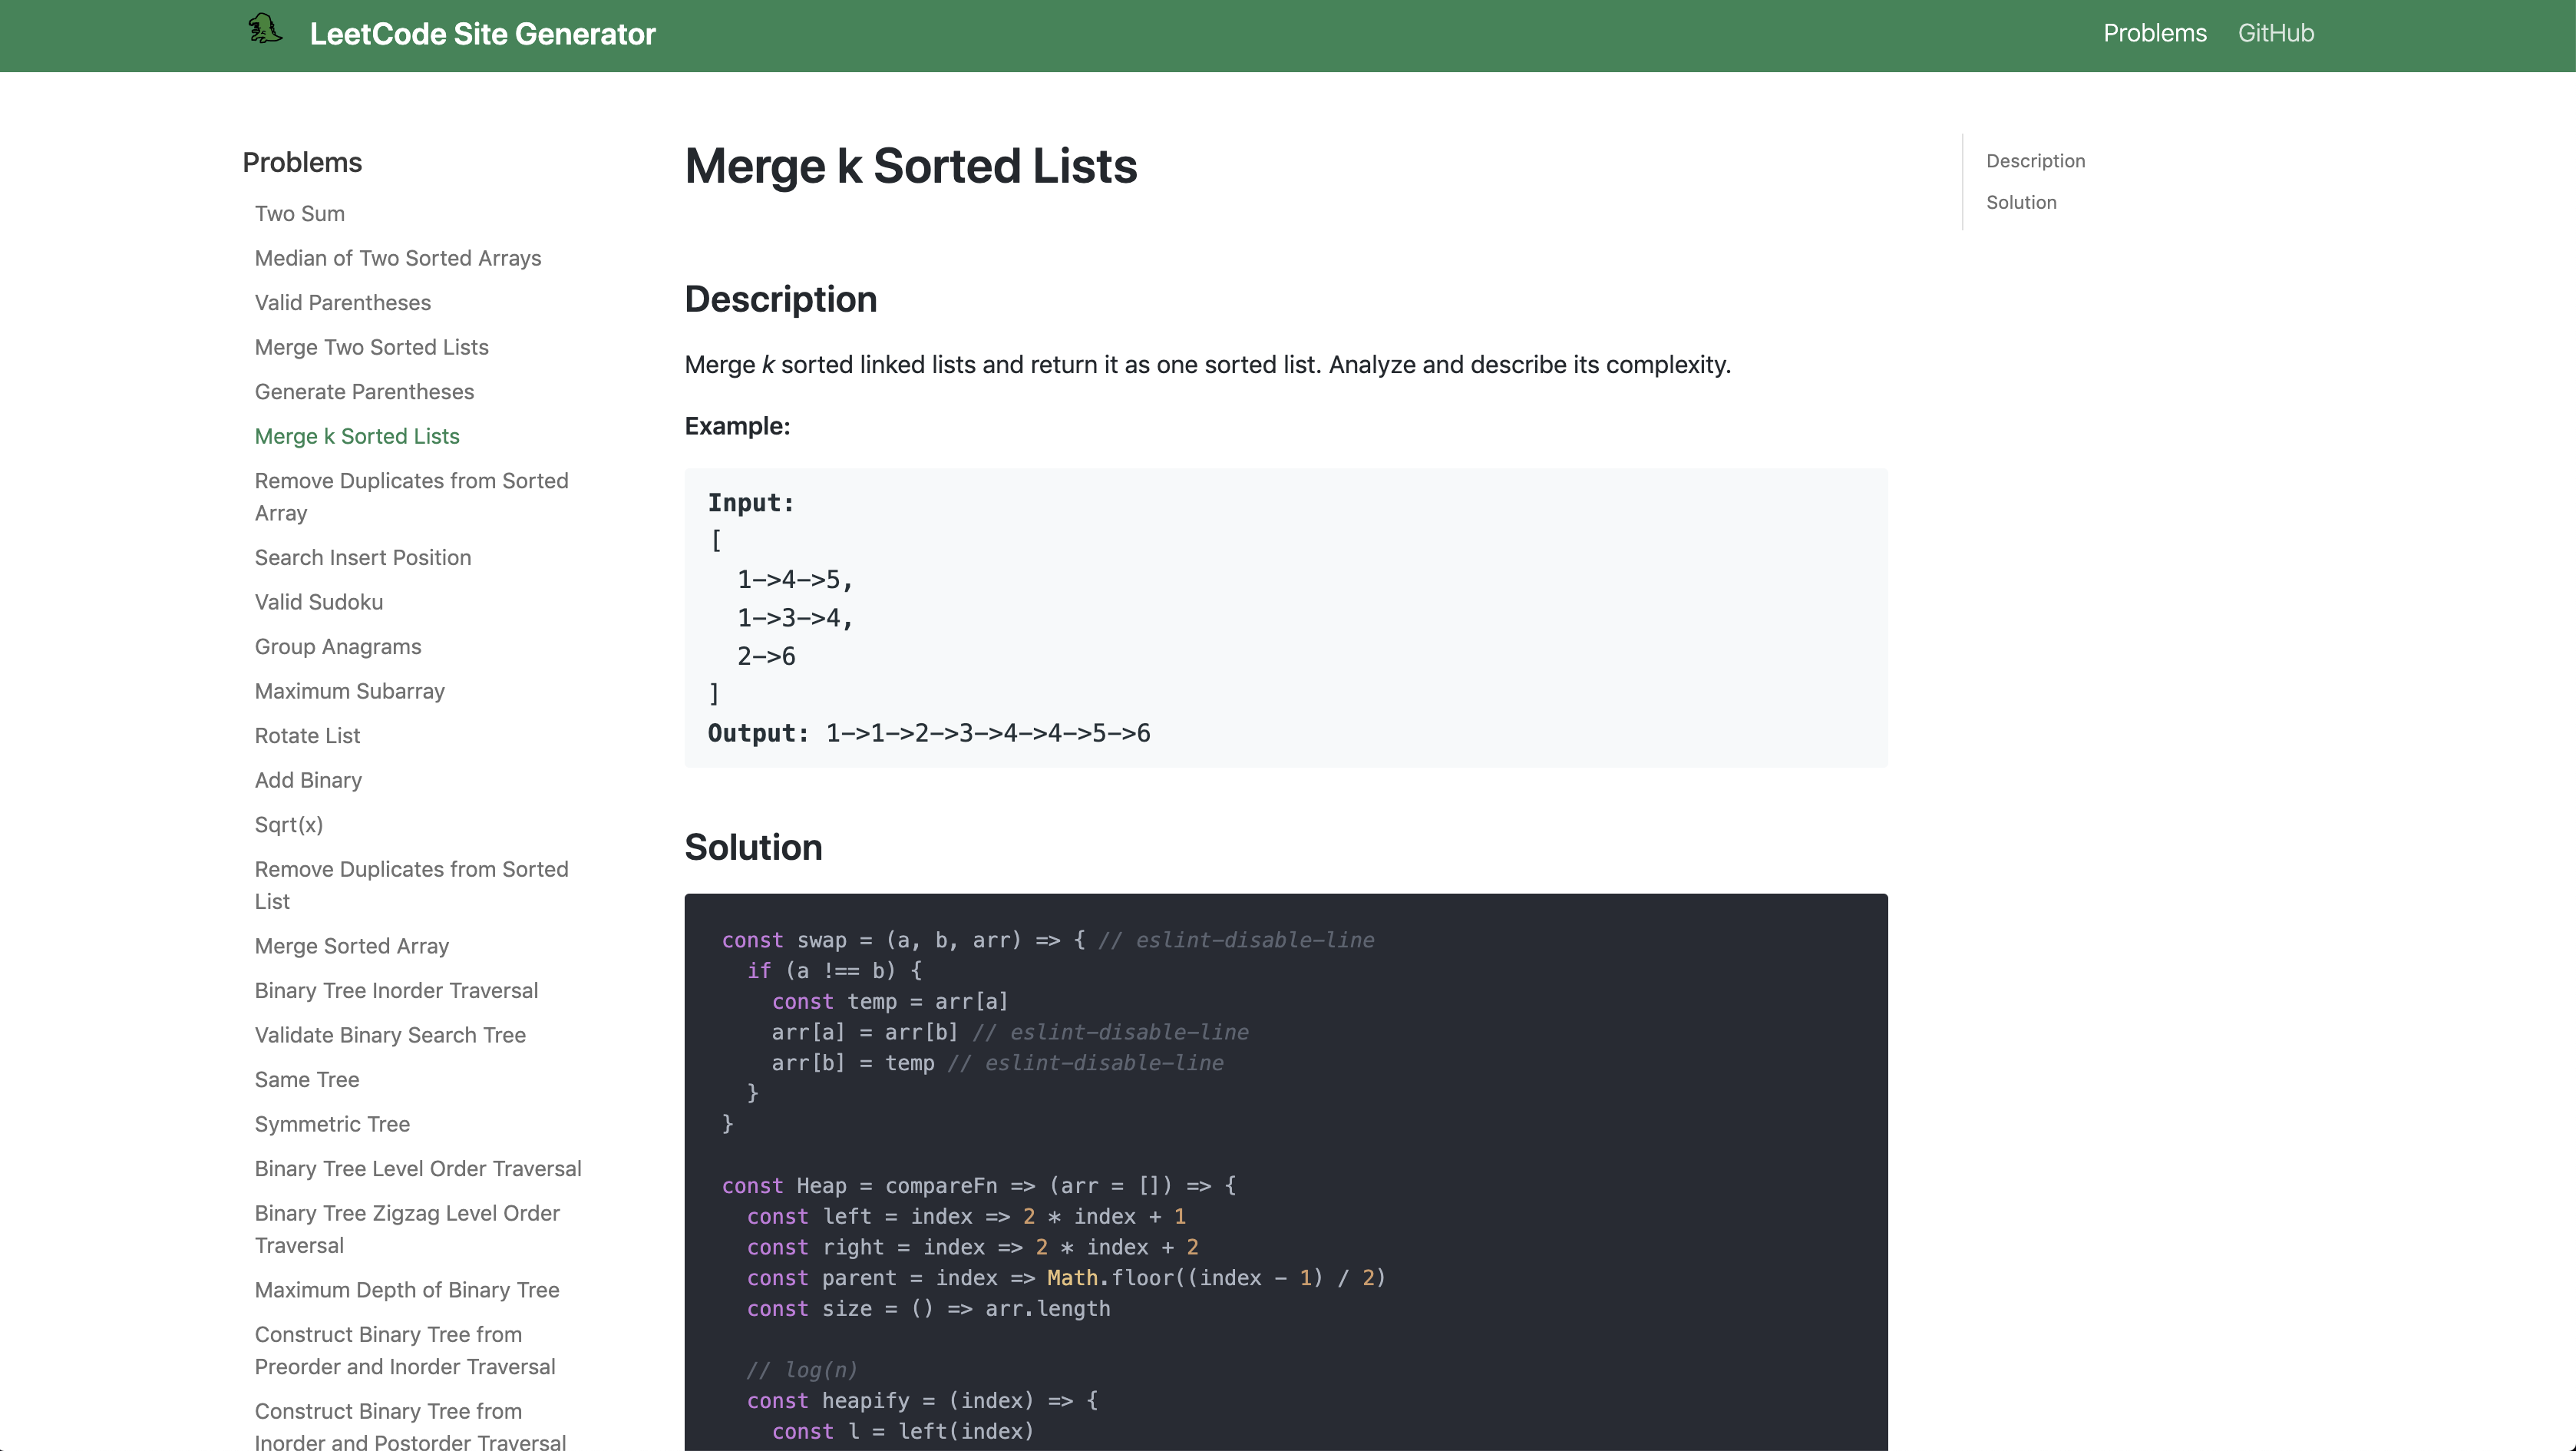 LeetCode Site Generator
Problems
GitHub
Problems
Two Sum
Median of Two Sorted Arrays
Valid Parentheses
Merge Two Sorted Lists
Generate Parentheses
Merge k Sorted Lists
Remove Duplicates from Sorted
Array
Search Insert Position
Valid Sudoku
Group Anagrams
Maximum Subarray
Rotate List
Add Binary
Sqrt(x)
Remove Duplicates from Sorted
List
Merge Sorted Array
Binary Tree Inorder Traversal
Validate Binary Search Tree
Same Tree
Symmetric Tree
Binary Tree Level Order Traversal
Binary Tree Zigzag Level Order
Traversal
Maximum Depth of Binary Tree
Construct Binary Tree from
Preorder and Inorder Traversal
Construct Binary Tree from
Inorder and Postorder Traversal
Merge k Sorted Lists
Description
Merge k sorted linked lists and return it as one sorted list. Analyze and describe its complexity.
Example:
Input:
[
  1->4->5,
  1->3->4,
  2->6
]
Output: 1->1->2->3->4->4->5->6
Solution
const swap = (a, b, arr) => { // eslint-disable-line
  if (a !== b) {
    const temp = arr[a]
    arr[a] = arr[b] // eslint-disable-line
    arr[b] = temp // eslint-disable-line
  }
}
const Heap = compareFn => (arr = []) => {
  const left = index => 2 * index + 1
  const right = index => 2 * index + 2
  const parent = index => Math.floor((index - 1) / 2)
  const size = () => arr.length
  // log(n)
  const heapify = (index) => {
    const l = left(index)
Description
Solution